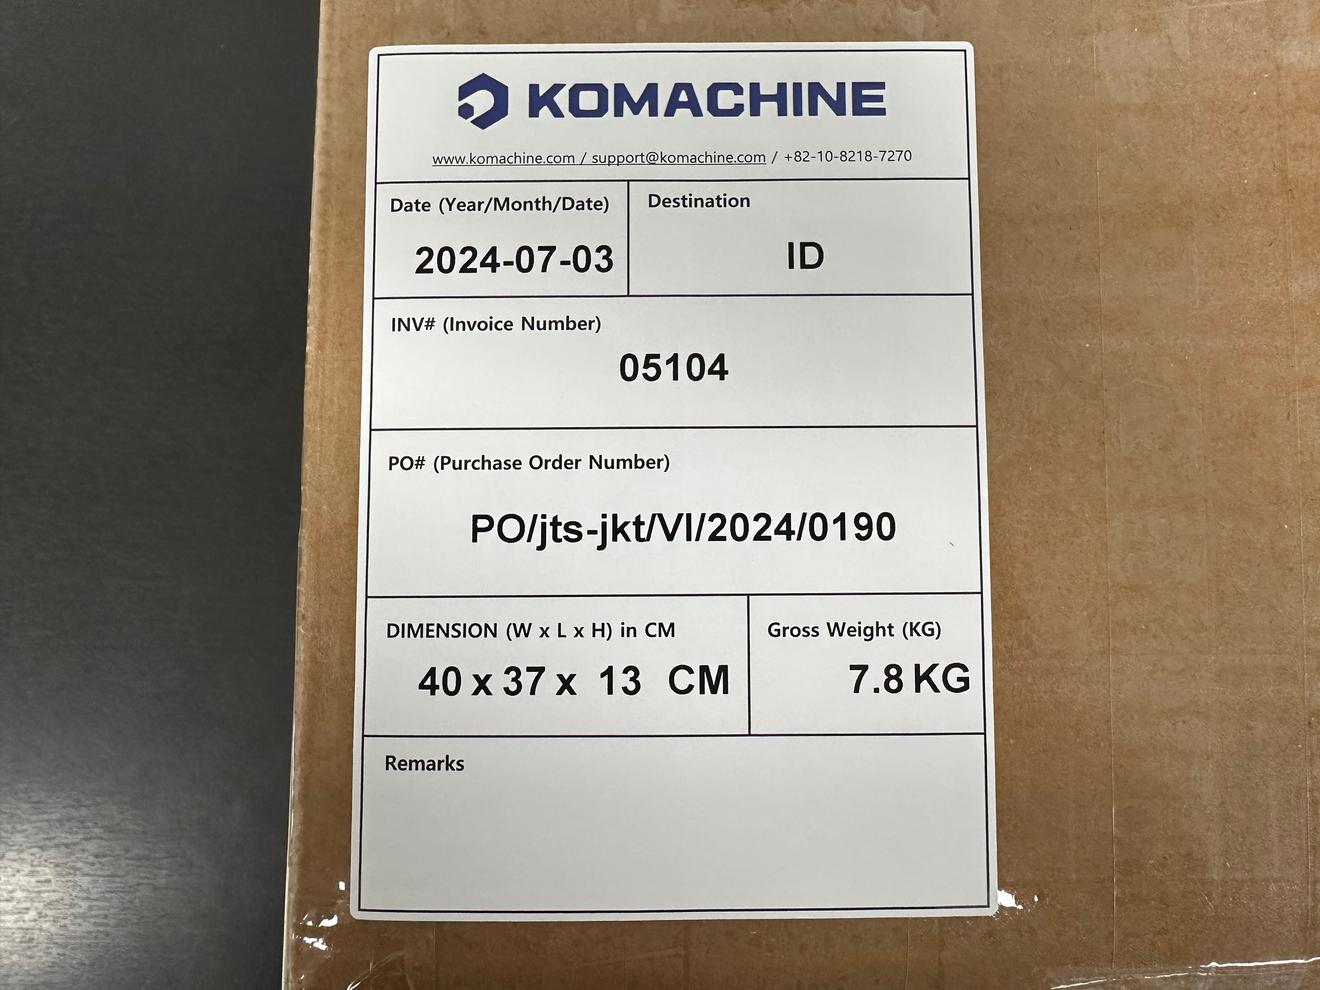 KOMACHINE
www.komachine.com / support@komachine.com / +82-10-8218-7270
Date (Year/Month/Date)
2024-07-03
Destination
ID
INV# (Invoice Number)
05104
PO# (Purchase Order Number)
PO/jts-jkt/VI/2024/0190
DIMENSION (W x L x H) in CM
40 x 37 x 13 CM
Gross Weight (KG)
7.8 KG
Remarks